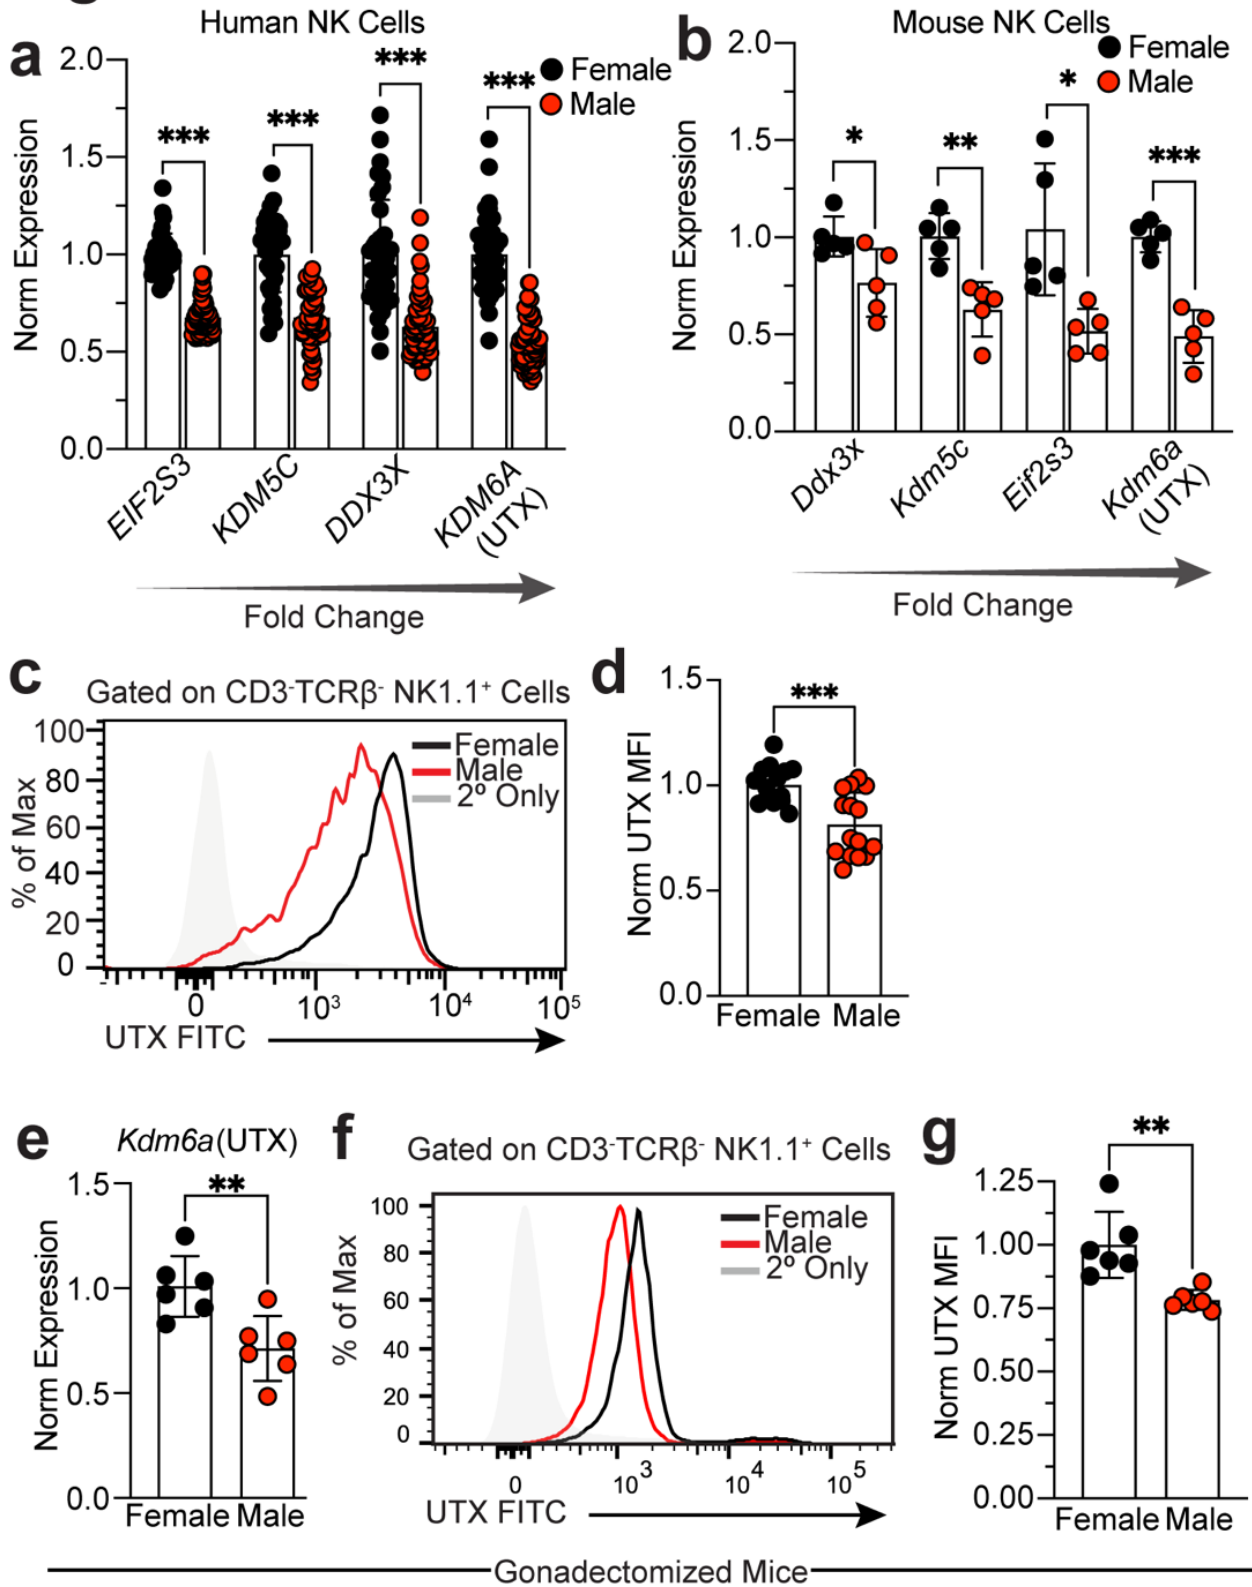 a
Human NK Cells
Female
Male
***
***
***
***
2.0
1.5
1.0
0.5
0.0
Norm Expression
EIF2S3
KDM5C
DDX3X
KDM6A
(UTX)
Fold Change
b
Mouse NK Cells
Female
Male
*
**
*
***
2.0
1.5
1.0
0.5
0.0
Norm Expression
Ddx3x
Kdm5c
Eif2s3
Kdm6a
(UTX)
Fold Change
c
Gated on CD3⁻TCRβ⁻ NK1.1⁺ Cells
Female
Male
2º Only
100
80
60
40
20
0
% of Max
0 10³ 10⁴ 10⁵
UTX FITC
d
***
1.5
1.0
0.5
0.0
Norm UTX MFI
Female Male
e
Kdm6a(UTX)
**
1.5
1.0
0.5
0.0
Norm Expression
Female Male
f
Gated on CD3⁻TCRβ⁻ NK1.1⁺ Cells
Female
Male
2º Only
100
80
60
40
20
0
% of Max
0 10³ 10⁴ 10⁵
UTX FITC
g
**
1.25
1.00
0.75
0.50
0.25
0.00
Norm UTX MFI
Female Male
Gonadectomized Mice